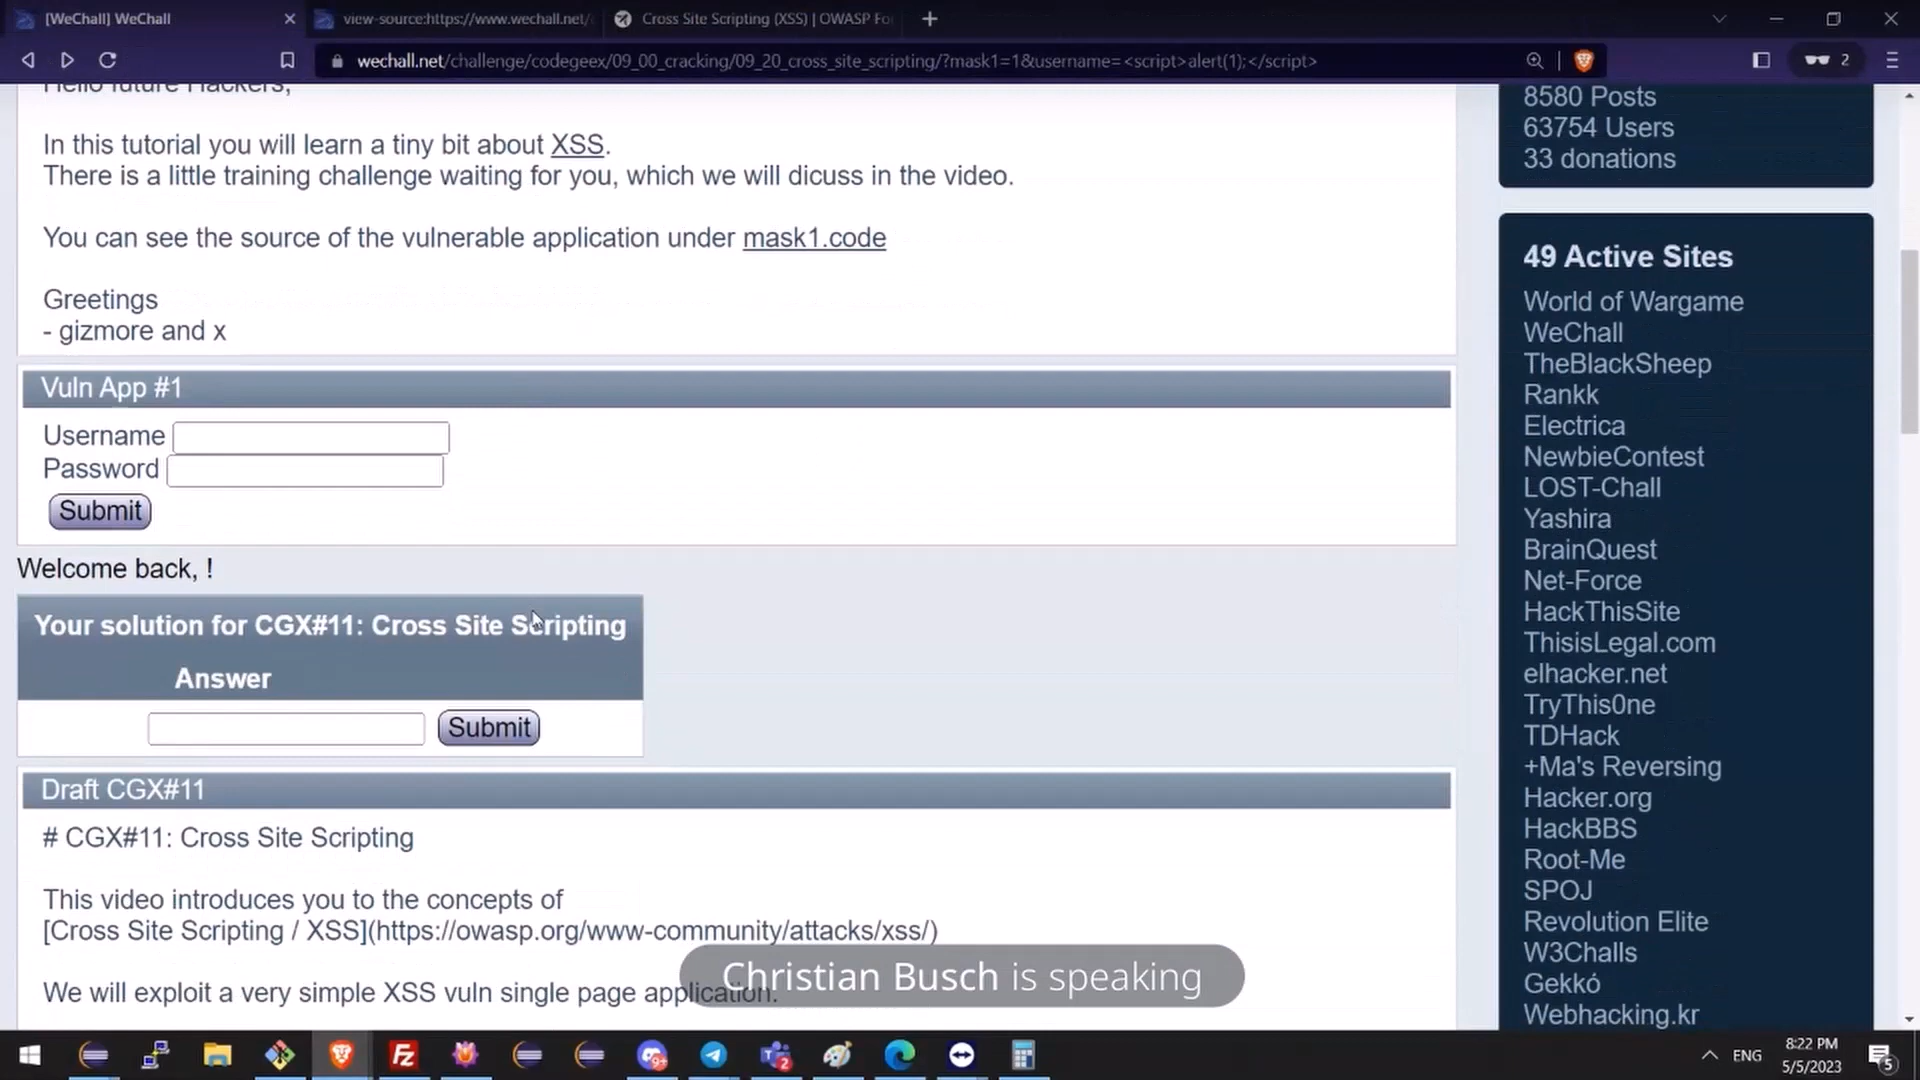 [WeChall] WeChall
view-source:https://www.wechall.net/
Cross Site Scripting (XSS) | OWASP Fo
wechall.net/challenge/codegeex/09_00_cracking/09_20_cross_site_scripting/?mask1=1&username=<script>alert(1);</script>
2
Hello future Hackers,
In this tutorial you will learn a tiny bit about XSS.
There is a little training challenge waiting for you, which we will dicuss in the video.
You can see the source of the vulnerable application under mask1.code
Greetings
- gizmore and x
Vuln App #1
Username
Password
Submit
Welcome back, !
Your solution for CGX#11: Cross Site Scripting
Answer
Submit
Draft CGX#11
# CGX#11: Cross Site Scripting
This video introduces you to the concepts of
[Cross Site Scripting / XSS](https://owasp.org/www-community/attacks/xss/)
We will exploit a very simple XSS vuln single page application.
Christian Busch is speaking
8580 Posts
63754 Users
33 donations
49 Active Sites
World of Wargame
WeChall
TheBlackSheep
Rankk
Electrica
NewbieContest
LOST-Chall
Yashira
BrainQuest
Net-Force
HackThisSite
ThisisLegal.com
elhacker.net
TryThis0ne
TDHack
+Ma's Reversing
Hacker.org
HackBBS
Root-Me
SPOJ
Revolution Elite
W3Challs
Gekkó
Webhacking.kr
ENG
8:22 PM
5/5/2023
5